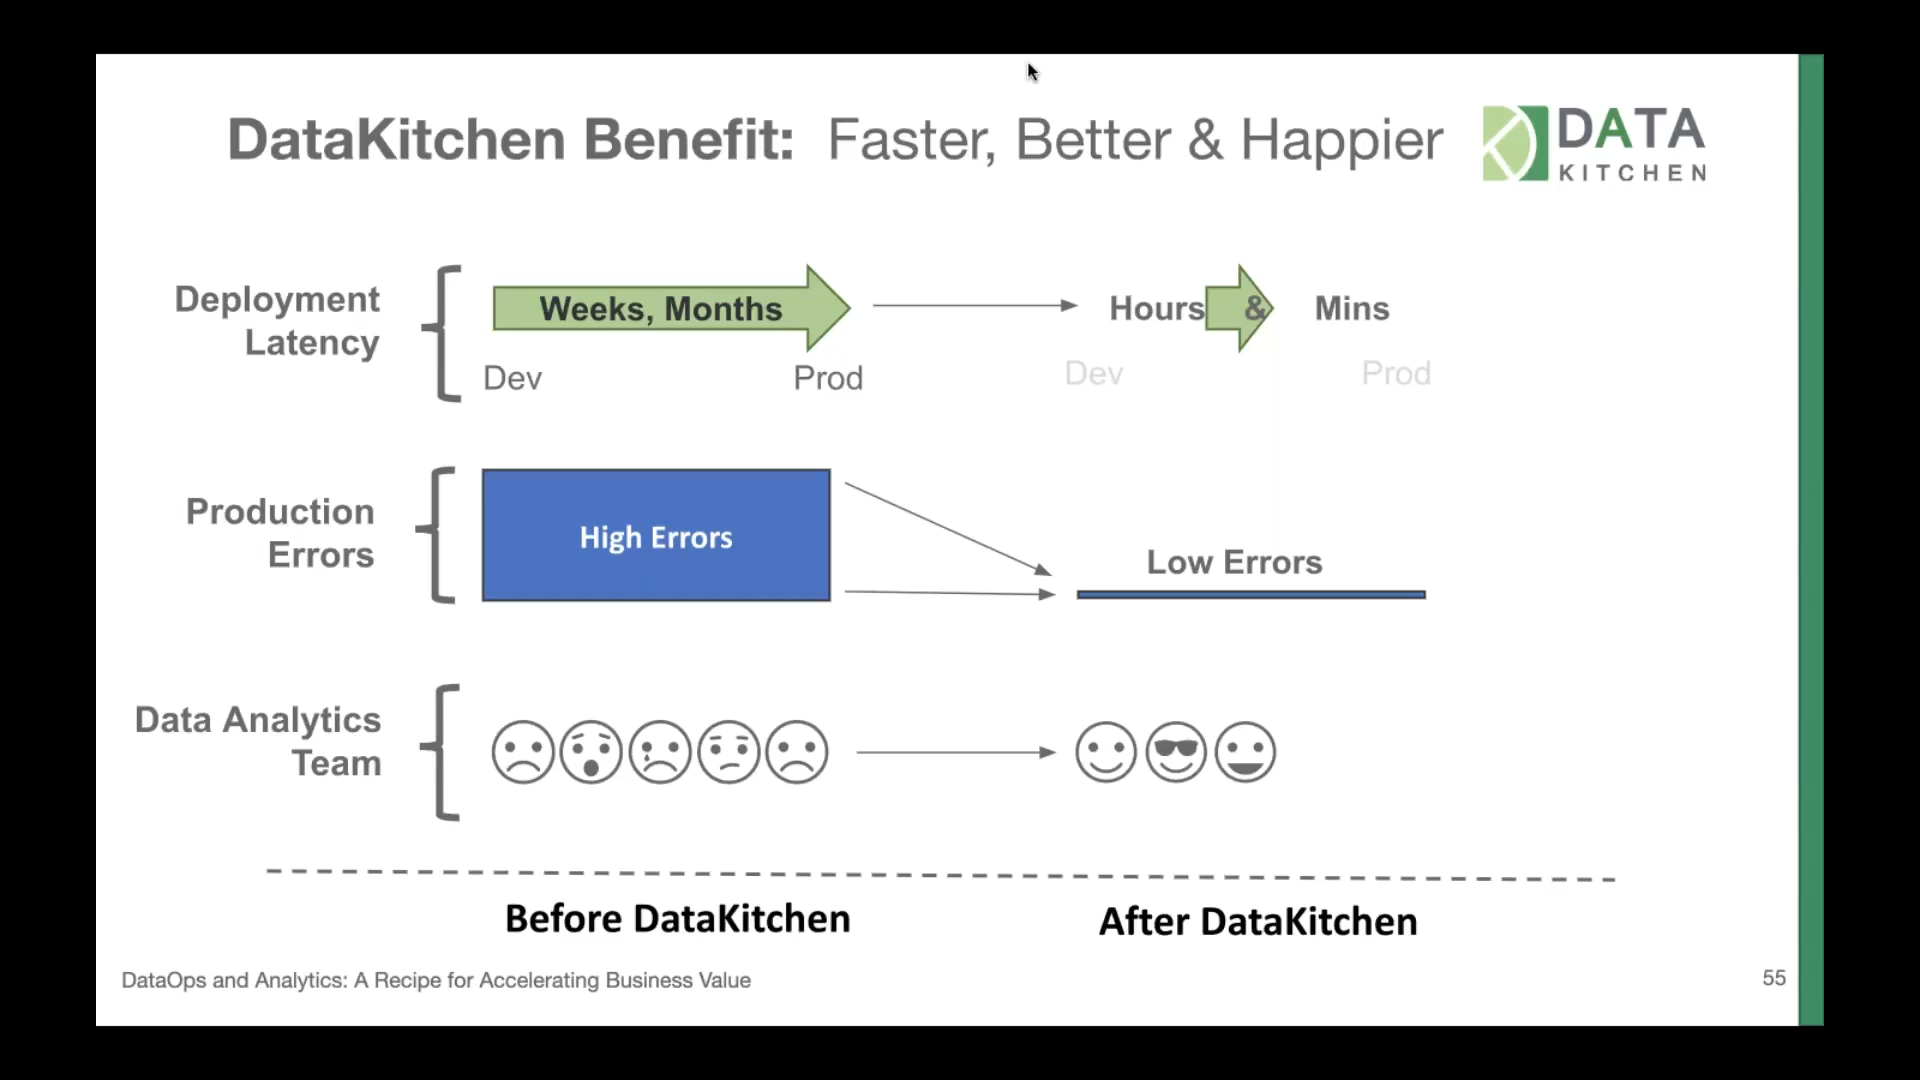 DataKitchen Benefit: Faster, Better & Happier
DATA
KITCHEN
Deployment
Latency
Weeks, Months
Hours & Mins
Dev
Prod
Dev
Prod
Production
Errors
High Errors
Low Errors
Data Analytics
Team
Before DataKitchen
After DataKitchen
DataOps and Analytics: A Recipe for Accelerating Business Value
55